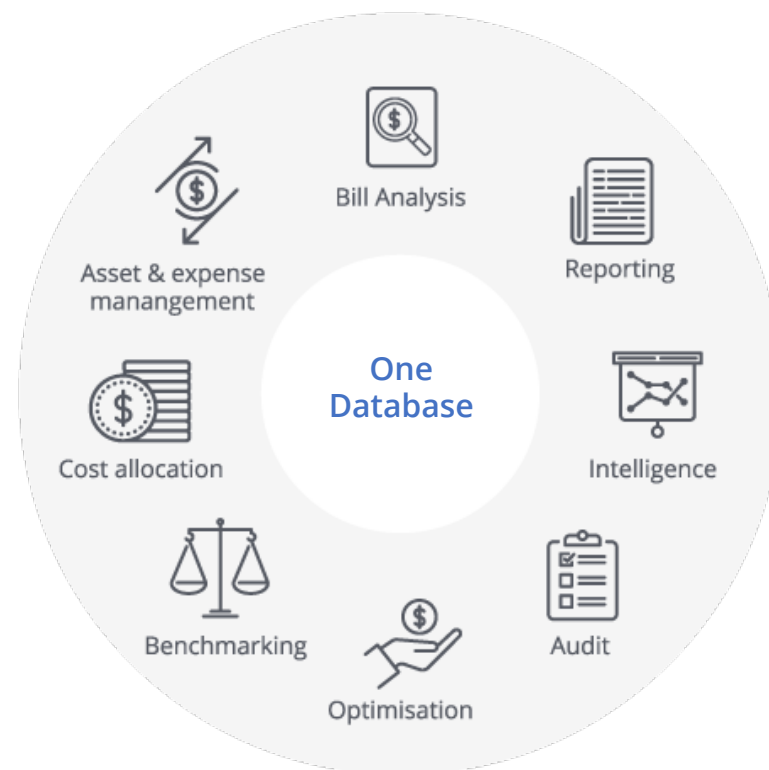 Bill Analysis
Reporting
Asset & expense
manangement
One
Database
Cost allocation
Intelligence
Benchmarking
Audit
Optimisation